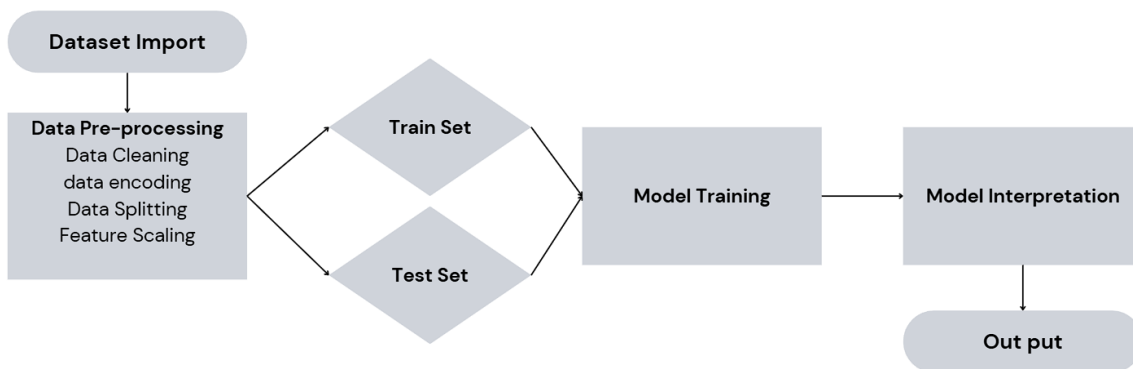 Dataset Import
Data Pre-processing
Data Cleaning
data encoding
Data Splitting
Feature Scaling
Train Set
Test Set
Model Training
Model Interpretation
Out put